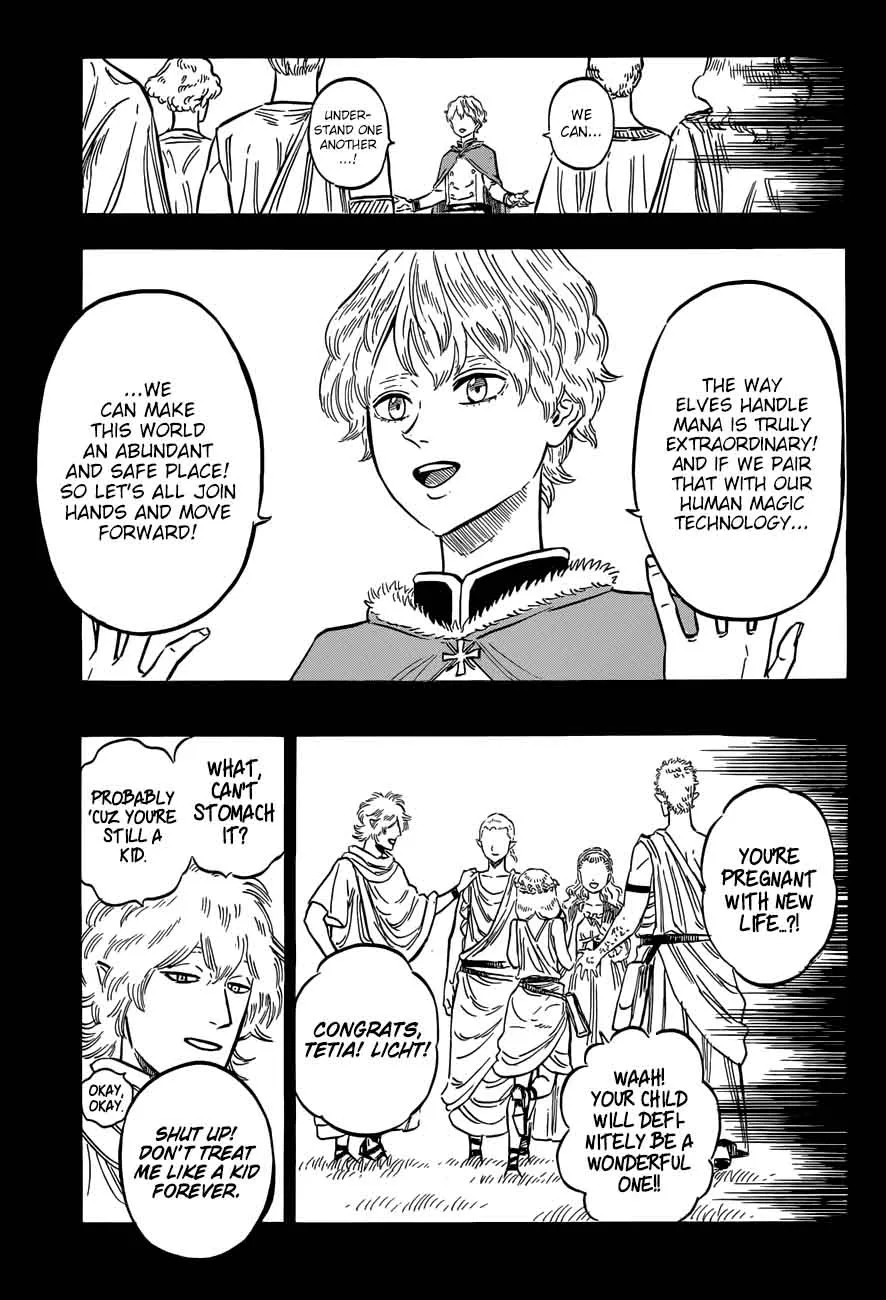 WE
CAN...
UNDER-
STAND ONE
ANOTHER
...!
THE WAY
ELVES HANDLE
MANA IS TRULY
EXTRAORDINARY!
AND IF WE PAIR
THAT WITH OUR
HUMAN MAGIC
TECHNOLOGY...
...WE
CAN MAKE
THIS WORLD
AN ABUNDANT
AND SAFE PLACE!
SO LET'S ALL JOIN
HANDS AND MOVE
FORWARD!
YOU'RE
PREGNANT
WITH NEW
LIFE...?!
CONGRATS,
TETIA! LICHT!
WAAH!
YOUR CHILD
WILL DEFI-
NITELY BE A
WONDERFUL
ONE!!
WHAT,
CAN'T
STOMACH
IT?
PROBABLY
'CUZ YOU'RE
STILL A
KID.
SHUT UP!
DON'T TREAT
ME LIKE A KID
FOREVER.
OKAY,
OKAY.